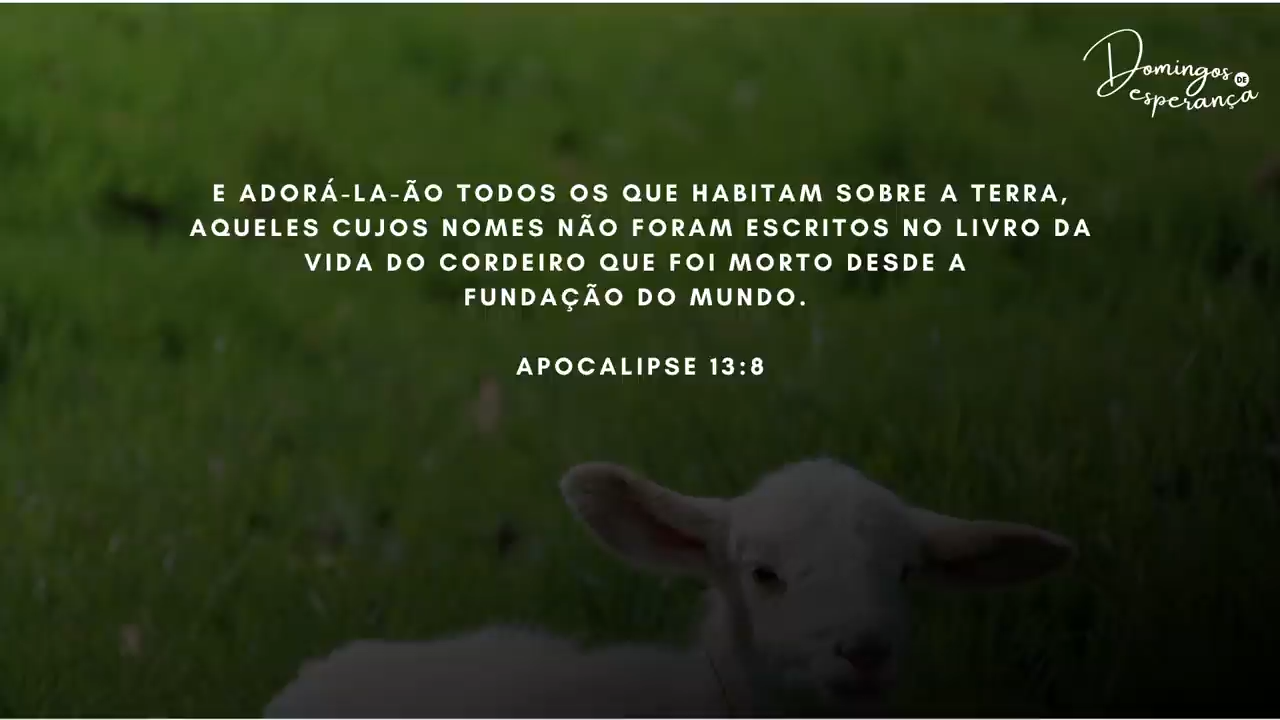 Domingos
DE
esperança
E ADORÁ-LA-ÃO TODOS OS QUE HABITAM SOBRE A TERRA,
AQUELES CUJOS NOMES NÃO FORAM ESCRITOS NO LIVRO DA
VIDA DO CORDEIRO QUE FOI MORTO DESDE A
FUNDAÇÃO DO MUNDO.
APOCALIPSE 13:8